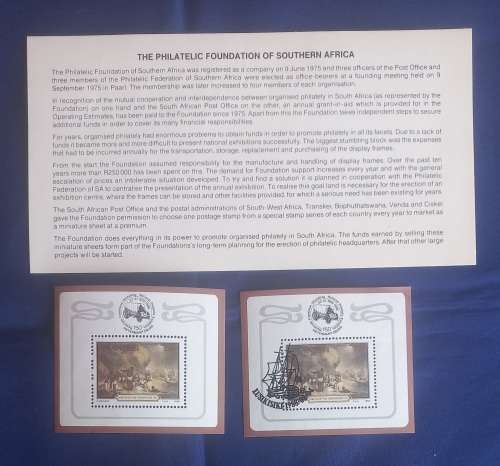 THE PHILATELIC FOUNDATION OF SOUTHERN AFRICA
The Philatelic Foundation of Southern Africa was registered as a company on 9 June 1975 and three officers of the Post Office and
three members of the Philatelic Federation of Southern Africa were elected as office-bearers at a founding meeting held on 9
September 1975 in Paarl. The membership was later increased to four members of each organisation.
In recognition of the mutual cooperation and interdependence between organised philately in South Africa (as represented by the
Foundation) on one hand and the South African Post Office on the other, an annual grant-in-aid which is provided for in the
Operating Estimates, has been paid to the Foundation since 1975. Apart from this the Foundation takes independent steps to secure
additional funds in order to cover as many financial responsibilities.
For years, organised philately had enormous problems to obtain funds in order to promote philately in all its facets. Due to a lack of
funds it became more and more difficult to present national exhibitions successfully. The biggest stumbling block was the expenses
that had to be incurred annually for the transportation, storage, replacement and purchasing of the display frames.
From the start the Foundation assumed responsibility for the manufacture and handling of display frames. Over the past ten
years more than R250 000 has been spent on this. The demand for Foundation support increases every year and with the general
escalation of prices an intolerable situation developed. To try and find a solution it is planned in cooperation with the Philatelic
Federation of SA to centralise the presentation of the annual exhibition. To realise this goal land is necessary for the erection of an
exhibition centre, where the frames can be stored and other facilities provided, for which a serious need has been existing for years.
The South African Post Office and the postal administrations of South West Africa, Transkei, Bophuthatswana, Venda and Ciskei
gave the Foundation permission to choose one postage stamp from a special stamp series of each country every year to market as
a miniature sheet at a premium.
The Foundation does everything in its power to promote organised philately in South Africa. The funds earned by selling these
miniature sheets form part of the Foundations's long-term planning for the erection of philatelic headquarters. After that other large
projects will be started.
150
150